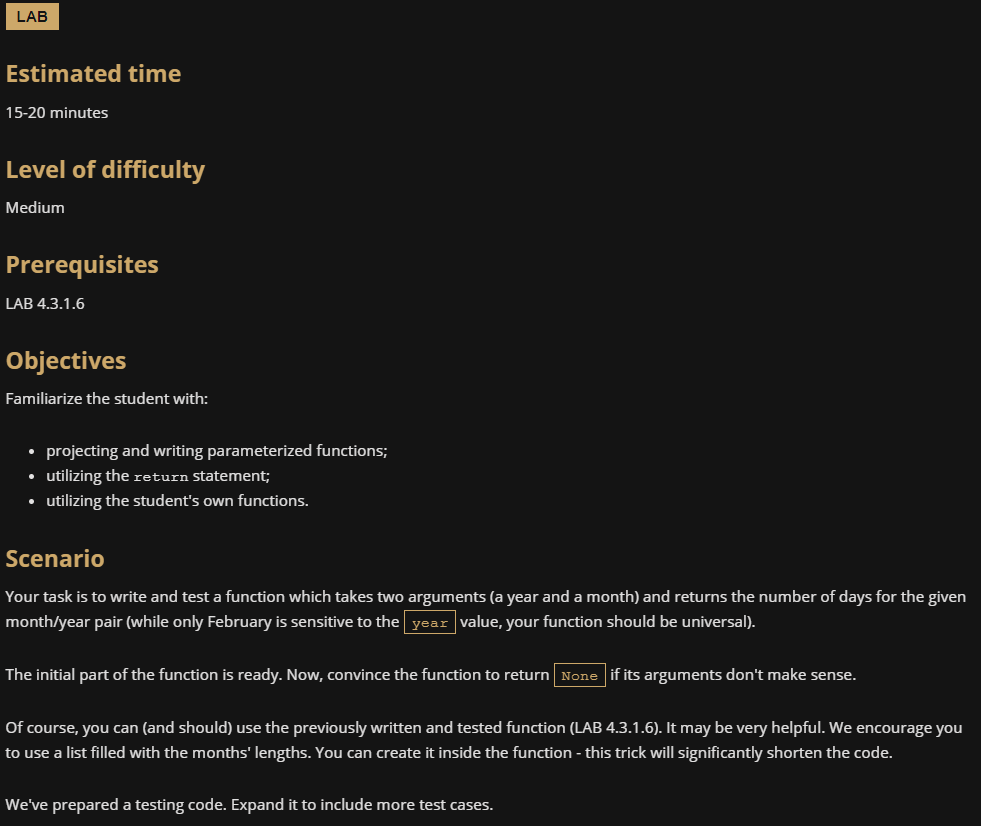 LAB
Estimated time
15-20 minutes
Level of difficulty
Medium
Prerequisites
LAB 4.3.1.6
Objectives
Familiarize the student with:
• projecting and writing parameterized functions;
• utilizing the return statement;
• utilizing the student's own functions.
Scenario
Your task is to write and test a function which takes two arguments (a year and a month) and returns the number of days for the given
month/year pair (while only February is sensitive to the year value, your function should be universal).
The initial part of the function is ready. Now, convince the function to return None if its arguments don't make sense.
Of course, you can (and should) use the previously written and tested function (LAB 4.3.1.6). It may be very helpful. We encourage you
to use a list filled with the months' lengths. You can create it inside the function - this trick will significantly shorten the code.
We've prepared a testing code. Expand it to include more test cases.